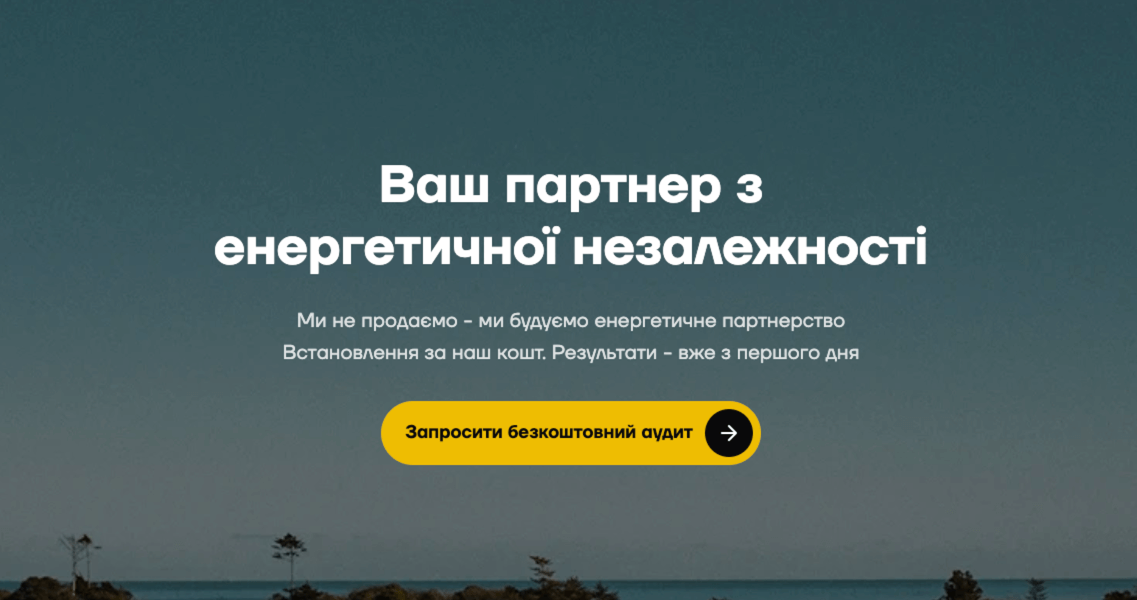 Ваш партнер з
енергетичної незалежності
Ми не продаємо - ми будуємо енергетичне партнерство
Встановлення за наш кошт. Результати - вже з першого дня
Запросити безкоштовний аудит